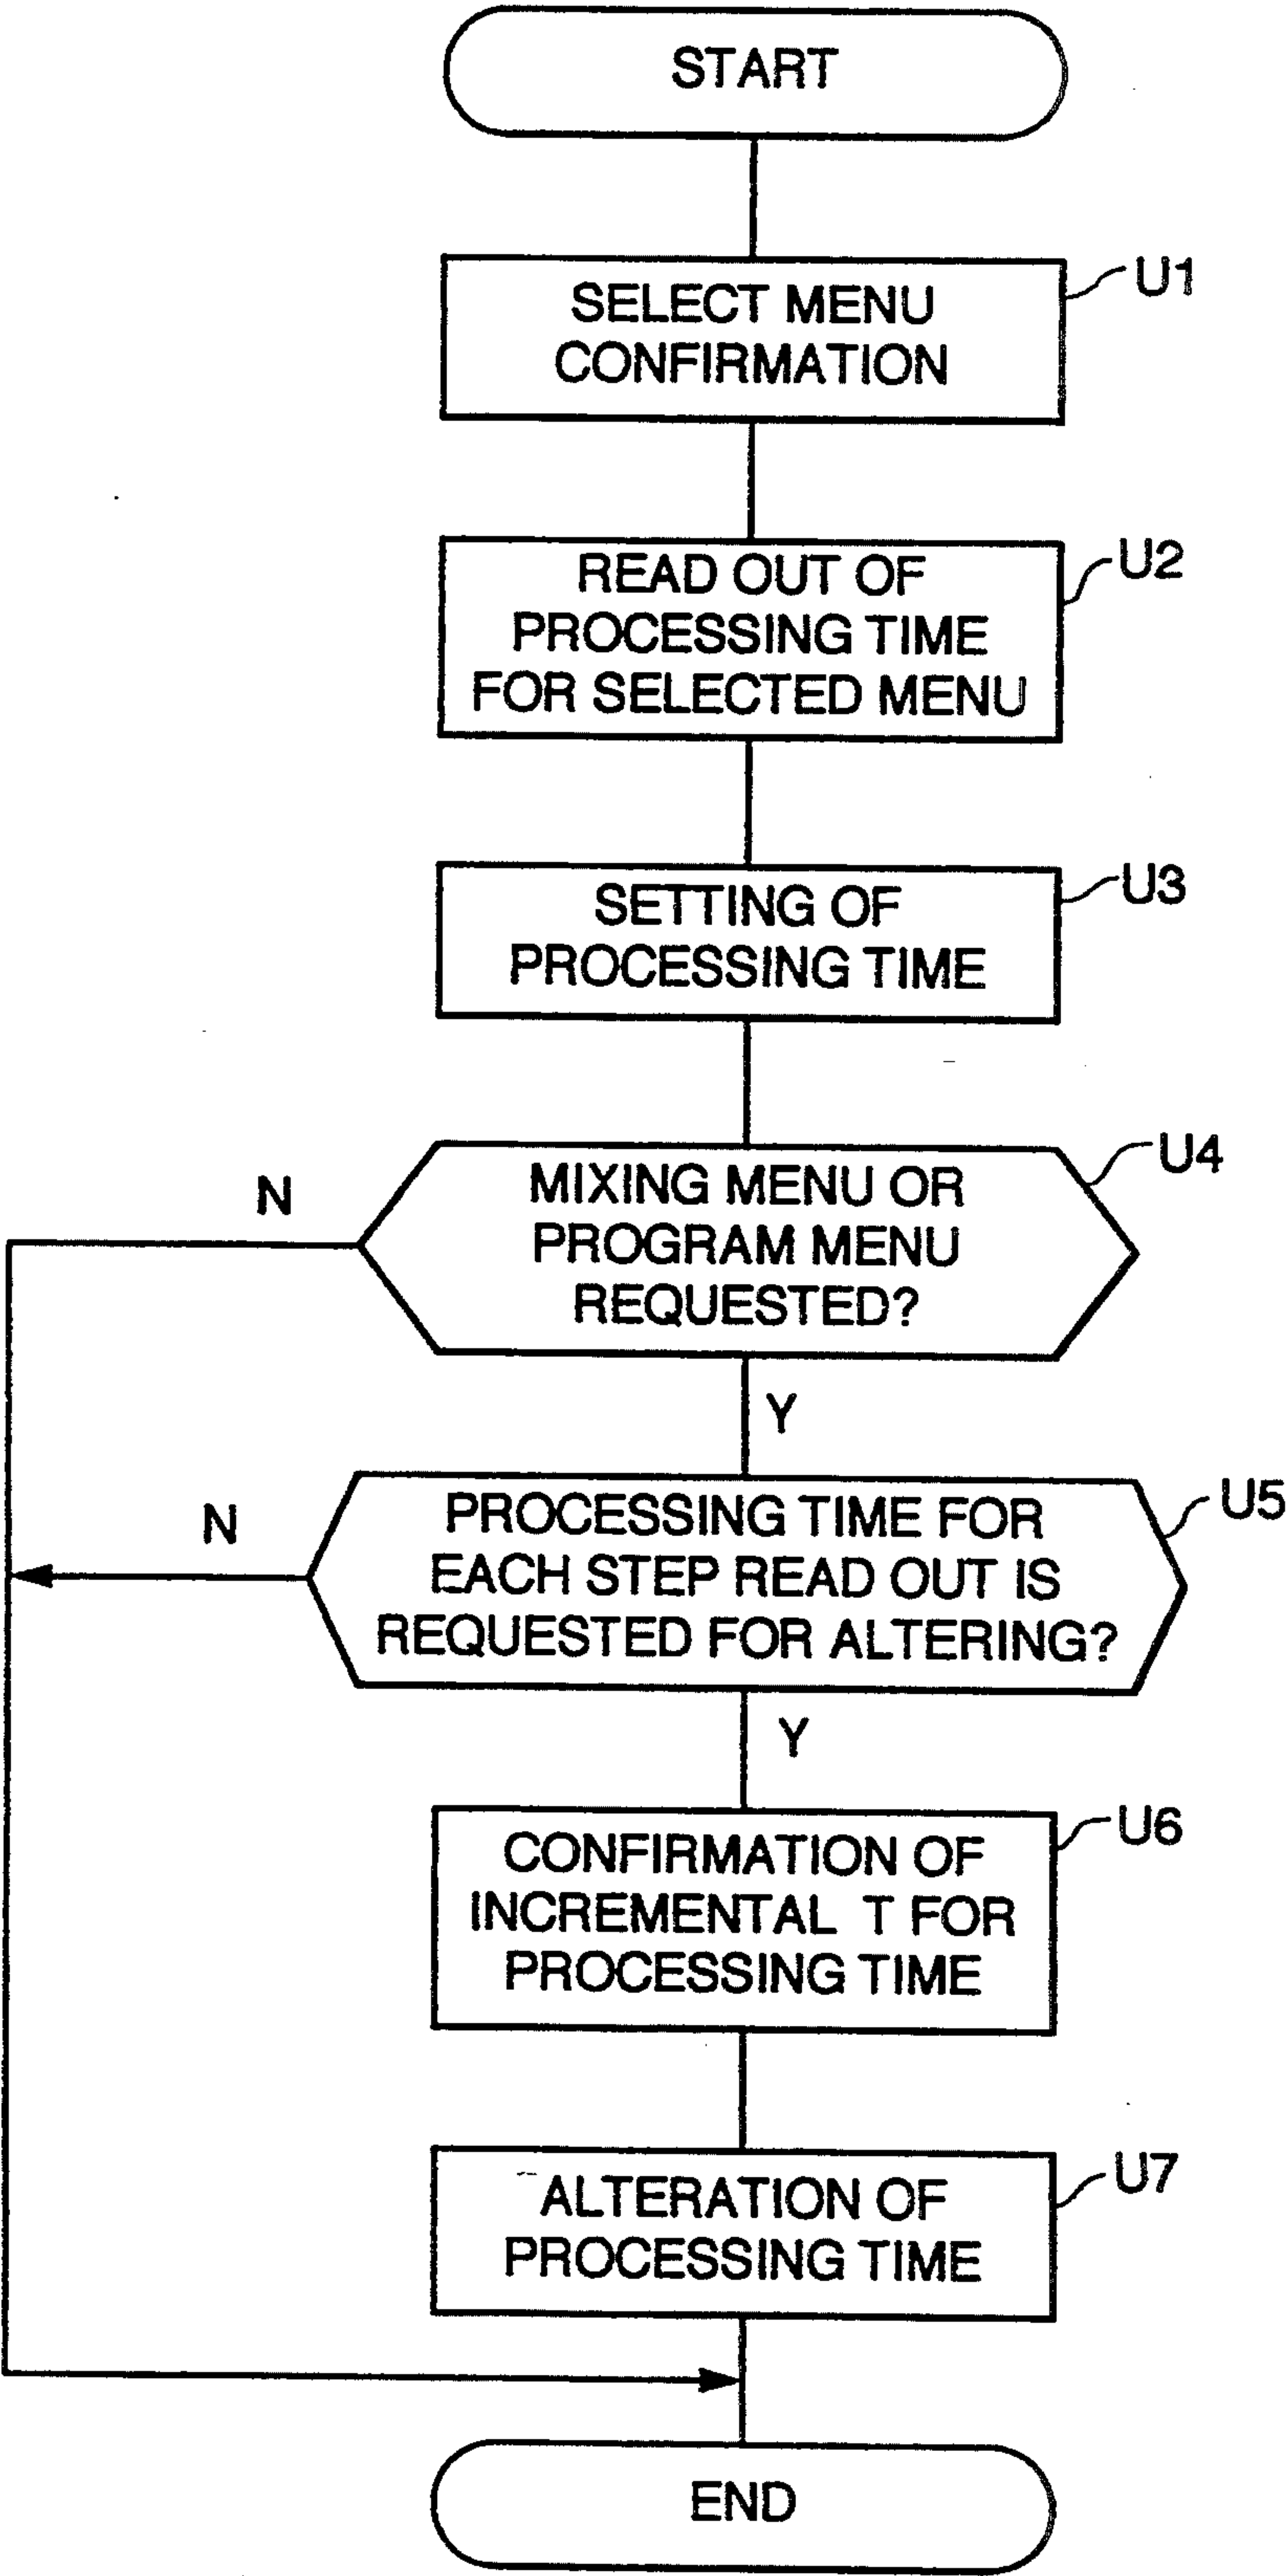 START
SELECT MENU
CONFIRMATION
U1
READ OUT OF
PROCESSING TIME
FOR SELECTED MENU
U2
SETTING OF
PROCESSING TIME
U3
MIXING MENU OR
PROGRAM MENU
REQUESTED?
U4
N
Y
PROCESSING TIME FOR
EACH STEP READ OUT IS
REQUESTED FOR ALTERING?
U5
N
Y
CONFIRMATION OF
INCREMENTAL T FOR
PROCESSING TIME
U6
ALTERATION OF
PROCESSING TIME
U7
END